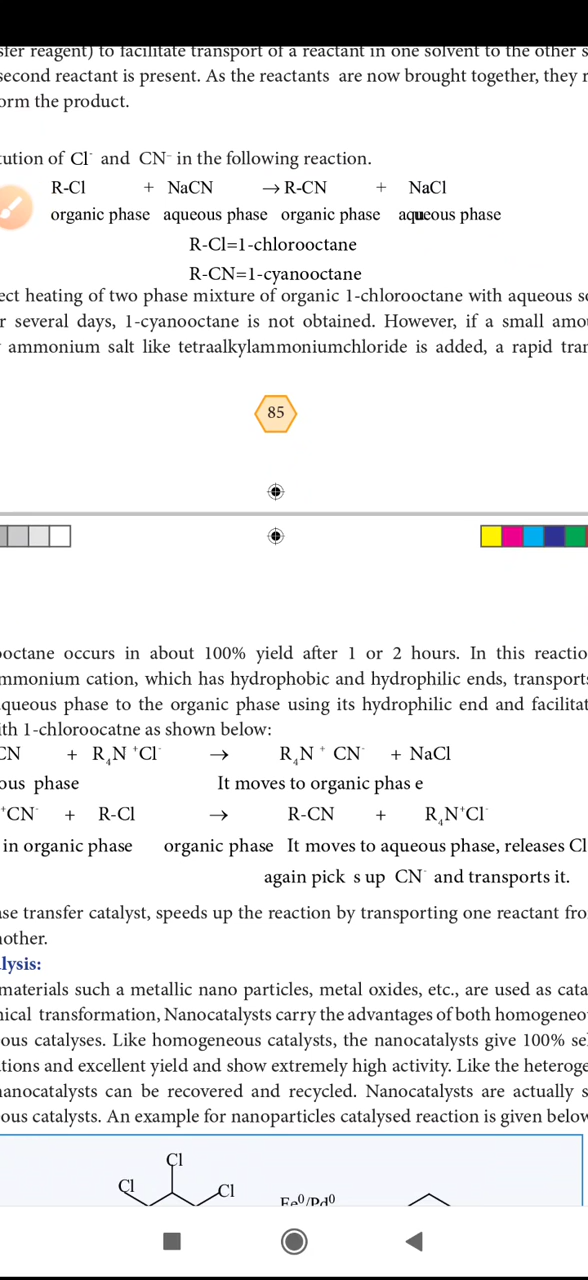 sfer reagent) to facilitate transport of a reactant in one solvent to the other s
second reactant is present. As the reactants are now brought together, they r
orm the product.
tution of Cl⁻ and CN⁻ in the following reaction.
R-Cl + NaCN → R-CN + NaCl
organic phase aqueous phase organic phase aqueous phase
R-Cl=1-chlorooctane
R-CN=1-cyanooctane
ect heating of two phase mixture of organic 1-chlorooctane with aqueous s
r several days, 1-cyanooctane is not obtained. However, if a small amo
ammonium salt like tetraalkylammoniumchloride is added, a rapid tran
85
ooctane occurs in about 100% yield after 1 or 2 hours. In this reactio
mmonium cation, which has hydrophobic and hydrophilic ends, transports
queous phase to the organic phase using its hydrophilic end and facilitat
ith 1-chloroocatne as shown below:
CN + R₄N⁺Cl⁻ → R₄N⁺ CN⁻ + NaCl
ous phase It moves to organic phas e
⁺CN⁻ + R-Cl → R-CN + R₄N⁺Cl⁻
in organic phase organic phase It moves to aqueous phase, releases Cl
again pick s up CN⁻ and transports it.
ase transfer catalyst, speeds up the reaction by transporting one reactant fro
nother.
lysis:
materials such a metallic nano particles, metal oxides, etc., are used as cata
nical transformation, Nanocatalysts carry the advantages of both homogeneo
ous catalyses. Like homogeneous catalysts, the nanocatalysts give 100% se
tions and excellent yield and show extremely high activity. Like the heteroge
nanocatalysts can be recovered and recycled. Nanocatalysts are actually s
ous catalysts. An example for nanoparticles catalysed reaction is given below
Cl
Cl Cl Fe⁰/Pd⁰